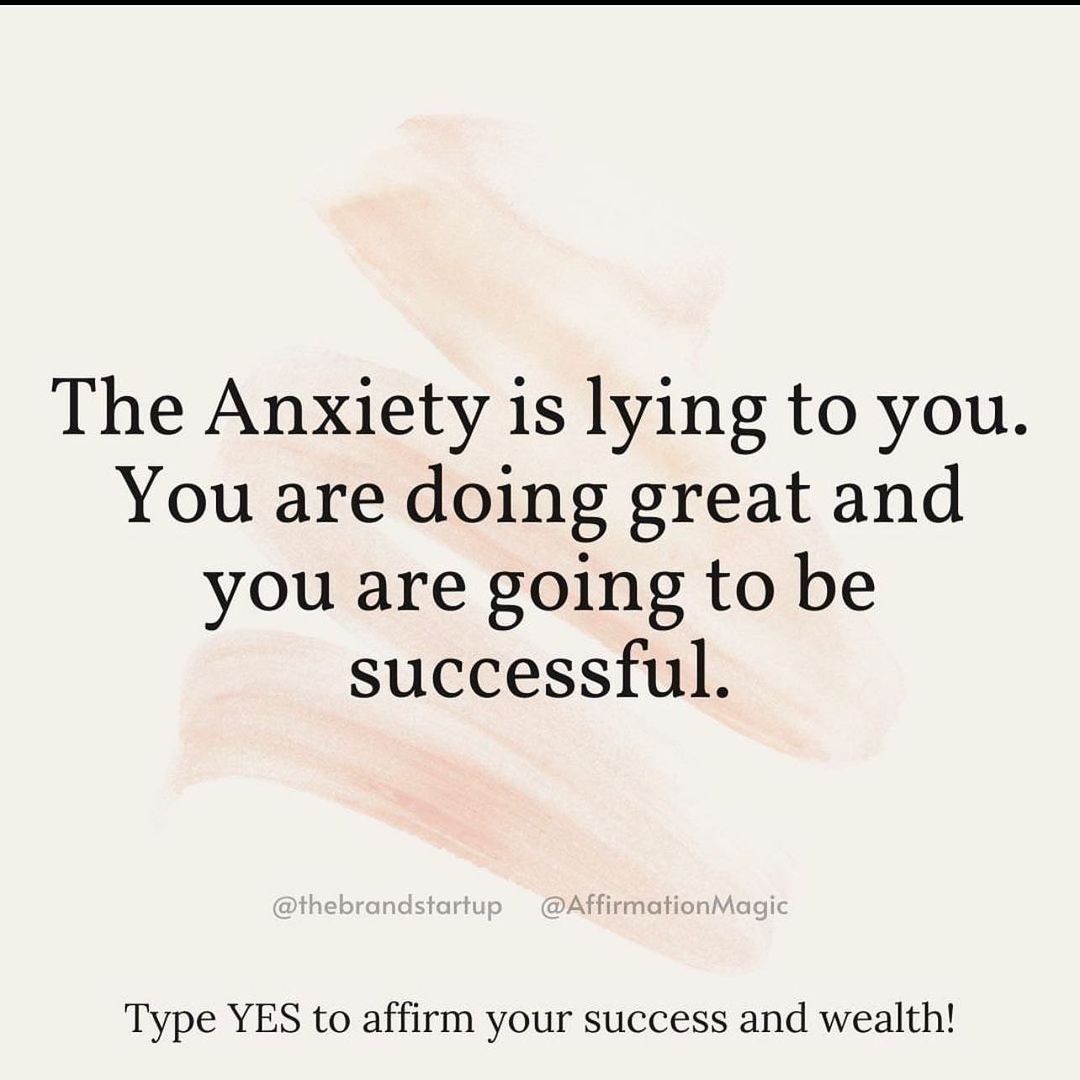 The Anxiety is lying to you.
You are doing great and
you are going to be
successful.
@thebrandstartup @AffirmationMagic
Type YES to affirm your success and wealth!